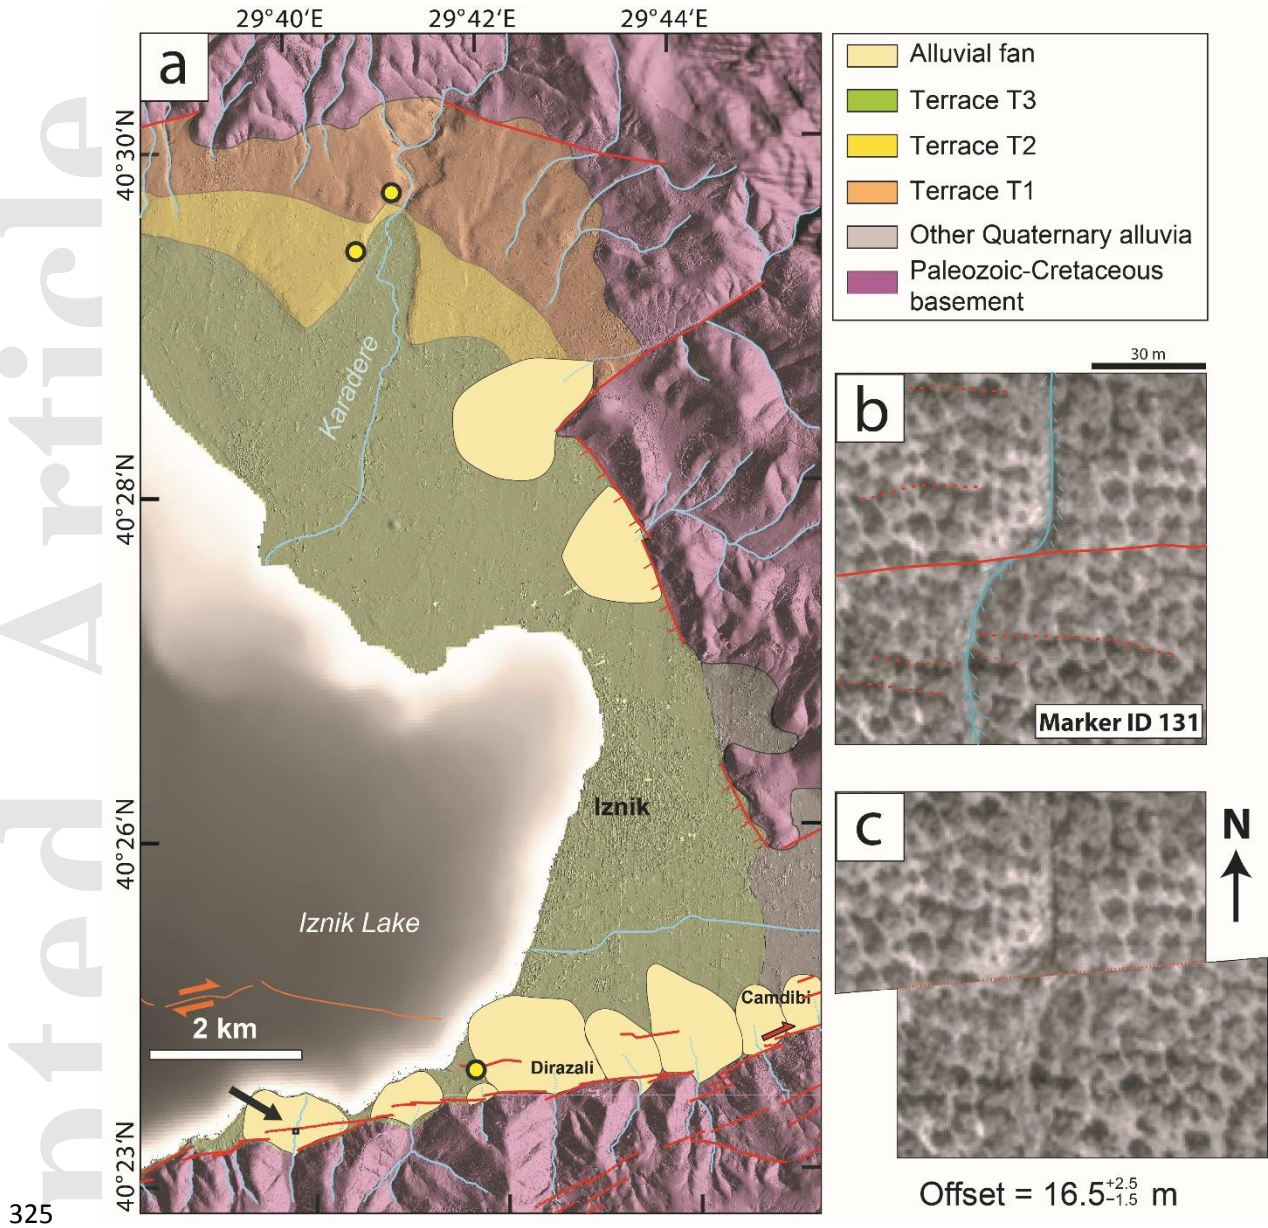 29°40‘E 29°42‘E 29°44‘E
a
40°30‘N
40°28‘N
40°26‘N
40°23‘N
Karadere
Iznik
Iznik Lake
2 km
Dirazali
Camdibi
Alluvial fan
Terrace T3
Terrace T2
Terrace T1
Other Quaternary alluvia
Paleozoic-Cretaceous
basement
30 m
b
Marker ID 131
c
N
Offset = 16.5 +2.5 −1.5 m
nted Article
325